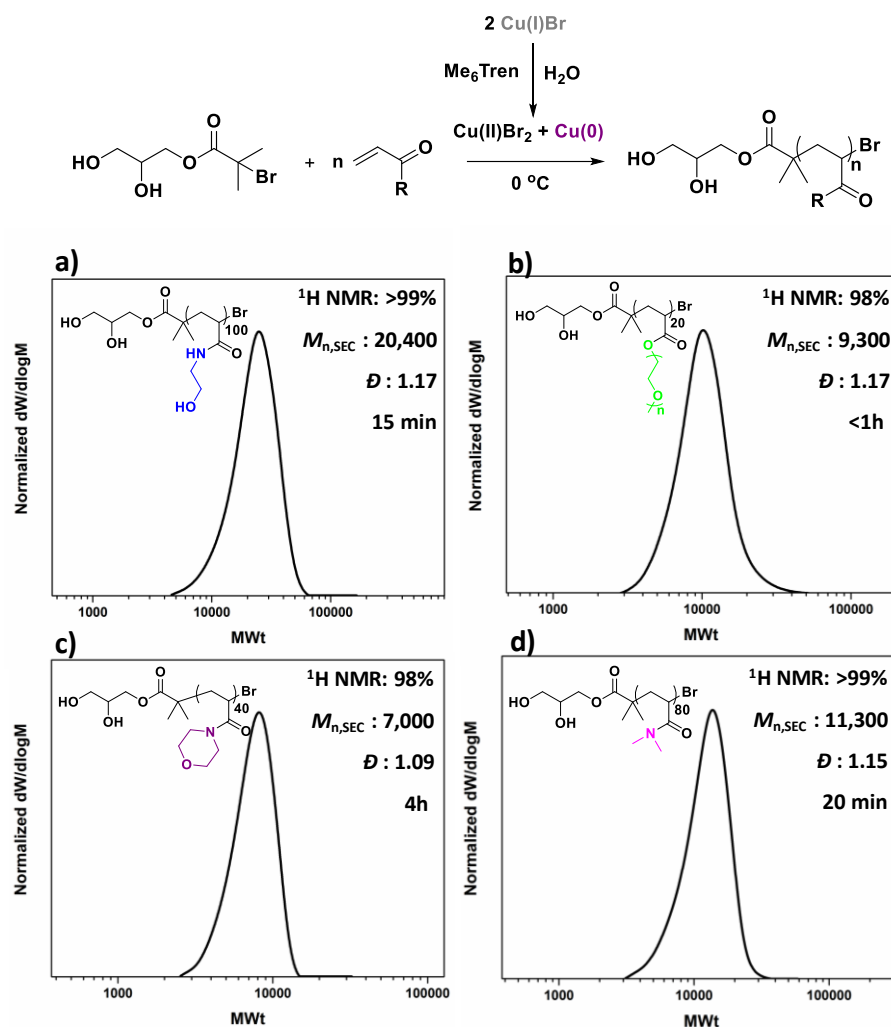 2 Cu(I)Br
Me₆Tren H₂O
Cu(II)Br₂ + Cu(0)
0 °C
HO OH O O Br + n O R
HO OH O O Br n R O
a)
¹H NMR: >99%
Mn,SEC : 20,400
Đ : 1.17
15 min
HO OH O O Br 100 HN O HO
Normalized dW/dlogM
1000 10000 100000
MWt
b)
¹H NMR: 98%
Mn,SEC : 9,300
Đ : 1.17
<1h
HO OH O O Br 20 O O O n
Normalized dW/dlogM
1000 10000 100000
MWt
c)
¹H NMR: 98%
Mn,SEC : 7,000
Đ : 1.09
4h
HO OH O O Br 40 N O O
Normalized dW/dlogM
1000 10000 100000
MWt
d)
¹H NMR: >99%
Mn,SEC : 11,300
Đ : 1.15
20 min
HO OH O O Br 80 N O
Normalized dW/dlogM
1000 10000 100000
MWt